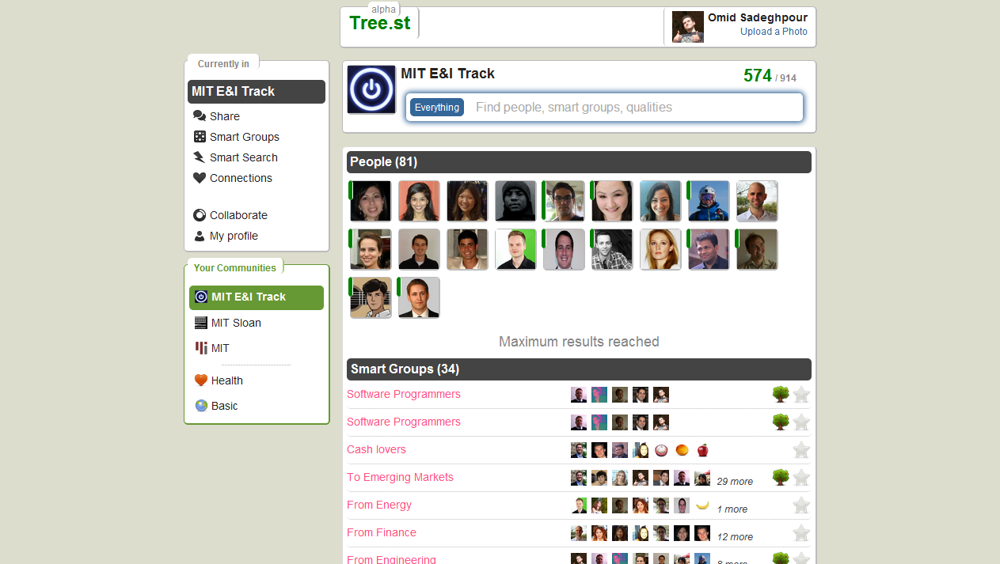 alpha
Tree.st
Omid Sadeghpour
Upload a Photo
Currently in
MIT E&I Track
Share
Smart Groups
Smart Search
Connections
Collaborate
My profile
Your Communities
MIT E&I Track
MIT Sloan
MIT
Health
Basic
MIT E&I Track
574 / 914
Everything Find people, smart groups, qualities
People (81)
Maximum results reached
Smart Groups (34)
Software Programmers
Software Programmers
Cash lovers
To Emerging Markets 29 more
From Energy 1 more
From Finance 12 more
From Engineering 8 more